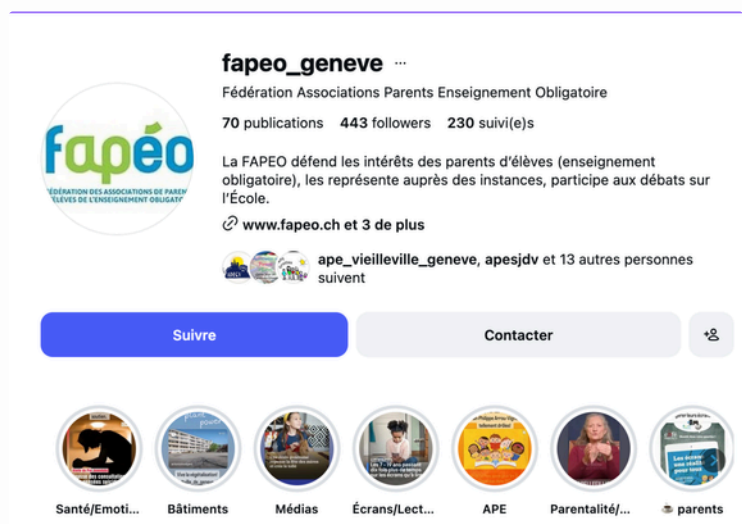 fapeo_geneve ...
Fédération Associations Parents Enseignement Obligatoire
70 publications 443 followers 230 suivi(e)s
fapéo
La FAPEO défend les intérêts des parents d'élèves (enseignement
obligatoire), les représente auprès des instances, participe aux débats sur
l'École.
www.fapeo.ch et 3 de plus
ape_vieilleville_geneve, apesjdv et 13 autres personnes
suivent
Suivre
Contacter
Santé/Emoti...
Bâtiments
Médias
Écrans/Lect...
APE
Parentalité/...
☕ parents